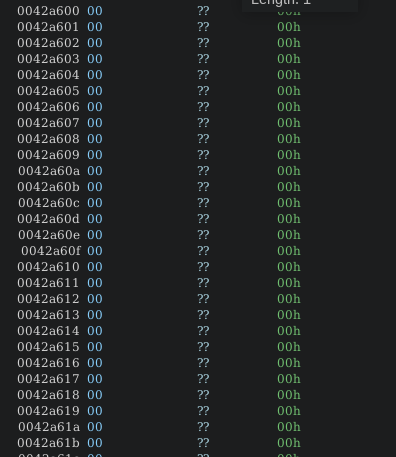 Length: 1
0042a600 00 ?? 00h
0042a601 00 ?? 00h
0042a602 00 ?? 00h
0042a603 00 ?? 00h
0042a604 00 ?? 00h
0042a605 00 ?? 00h
0042a606 00 ?? 00h
0042a607 00 ?? 00h
0042a608 00 ?? 00h
0042a609 00 ?? 00h
0042a60a 00 ?? 00h
0042a60b 00 ?? 00h
0042a60c 00 ?? 00h
0042a60d 00 ?? 00h
0042a60e 00 ?? 00h
0042a60f 00 ?? 00h
0042a610 00 ?? 00h
0042a611 00 ?? 00h
0042a612 00 ?? 00h
0042a613 00 ?? 00h
0042a614 00 ?? 00h
0042a615 00 ?? 00h
0042a616 00 ?? 00h
0042a617 00 ?? 00h
0042a618 00 ?? 00h
0042a619 00 ?? 00h
0042a61a 00 ?? 00h
0042a61b 00 ?? 00h